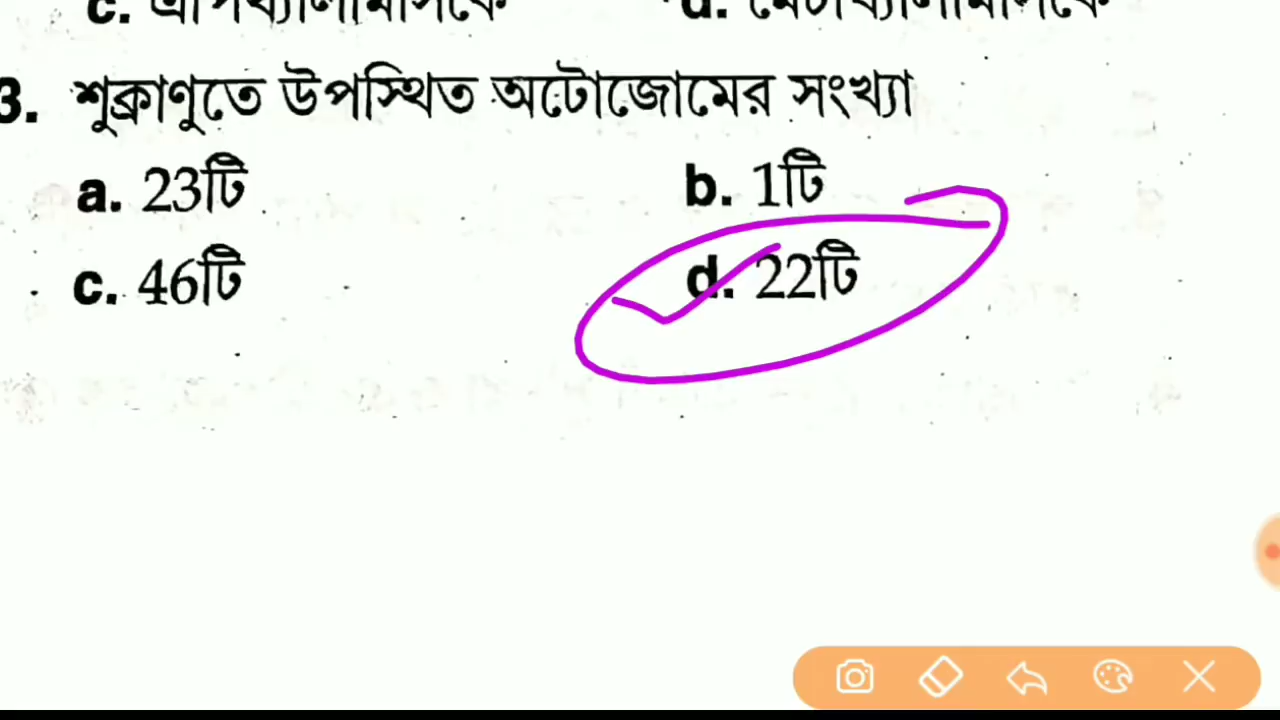 3. শুক্রাণুতে উপস্থিত অটোজোমের সংখ্যা
a. 23টি b. 1টি
c. 46টি d. 22টি